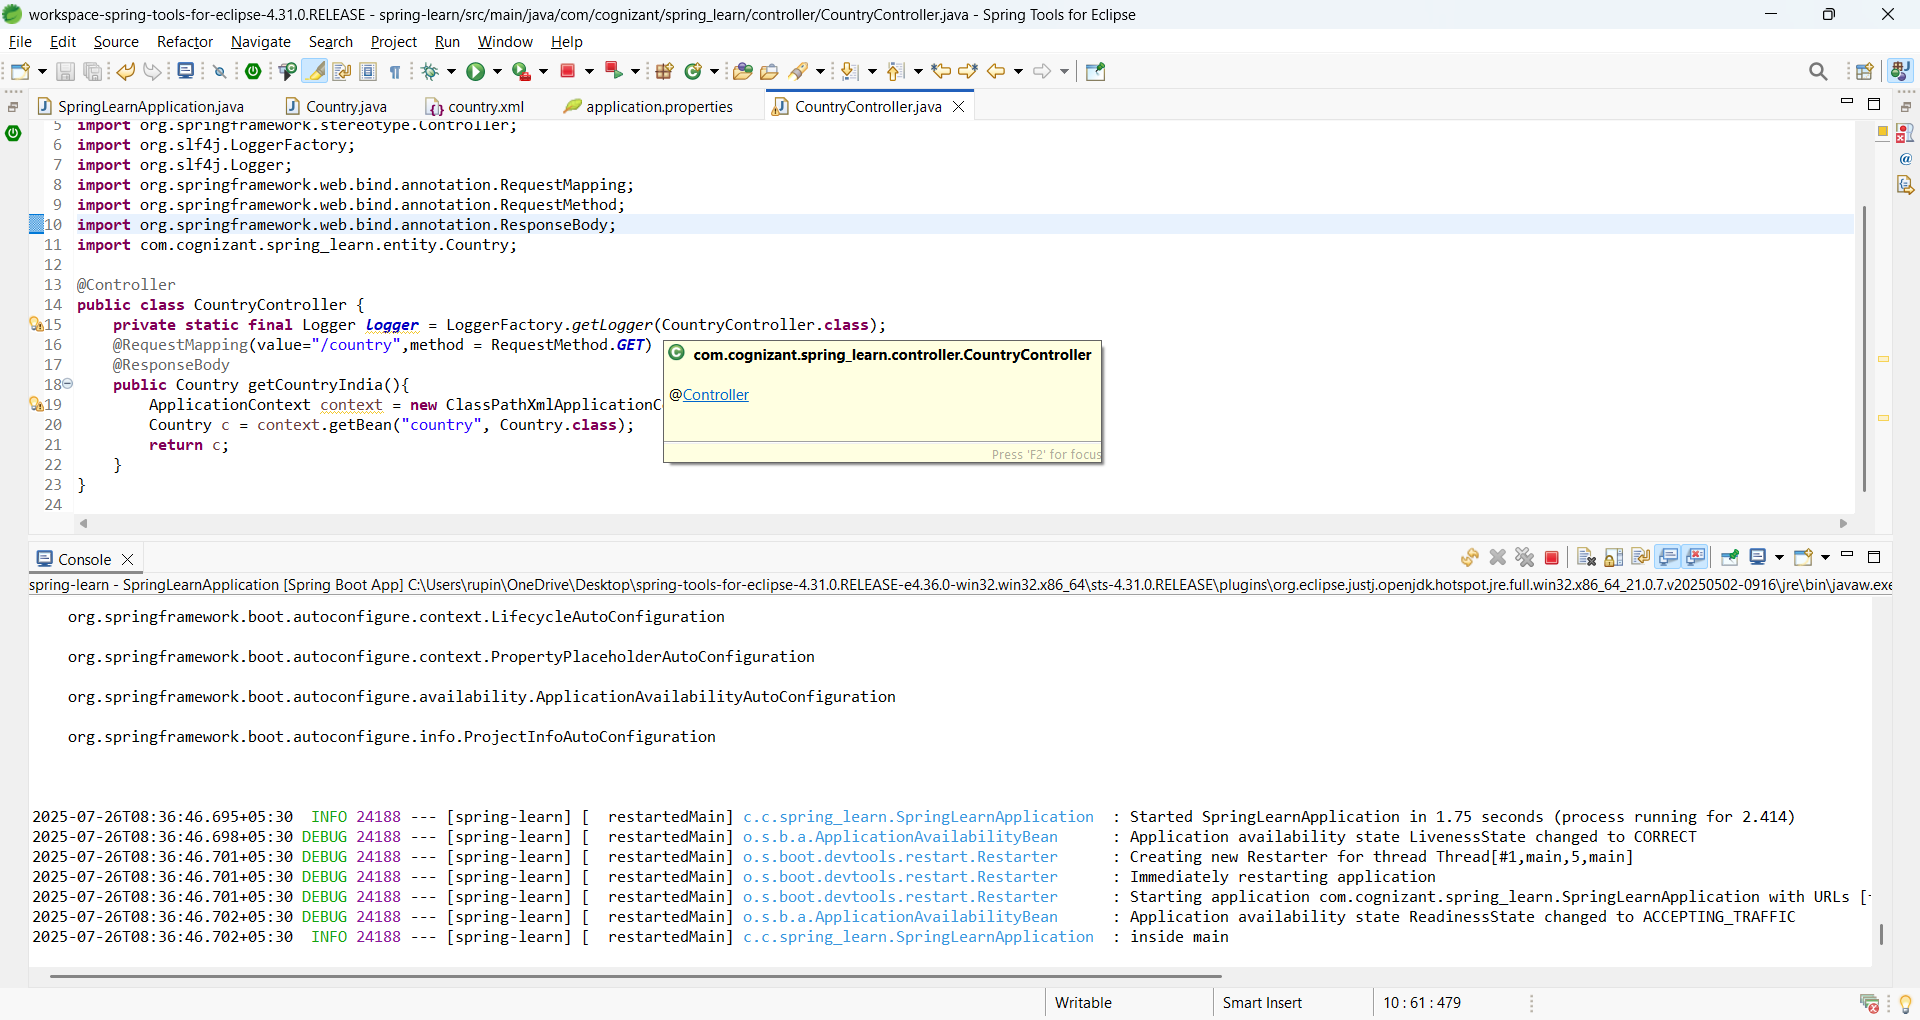 workspace-spring-tools-for-eclipse-4.31.0.RELEASE - spring-learn/src/main/java/com/cognizant/spring_learn/controller/CountryController.java - Spring Tools for Eclipse
File Edit Source Refactor Navigate Search Project Run Window Help
SpringLearnApplication.java Country.java country.xml application.properties CountryController.java
5 import org.springframework.stereotype.Controller;
6 import org.slf4j.LoggerFactory;
7 import org.slf4j.Logger;
8 import org.springframework.web.bind.annotation.RequestMapping;
9 import org.springframework.web.bind.annotation.RequestMethod;
10 import org.springframework.web.bind.annotation.ResponseBody;
11 import com.cognizant.spring_learn.entity.Country;
12
13 @Controller
14 public class CountryController {
15 private static final Logger logger = LoggerFactory.getLogger(CountryController.class);
16 @RequestMapping(value="/country",method = RequestMethod.GET)
17 @ResponseBody
18 public Country getCountryIndia(){
19 ApplicationContext context = new ClassPathXmlApplicationC
20 Country c = context.getBean("country", Country.class);
21 return c;
22 }
23 }
24
com.cognizant.spring_learn.controller.CountryController
@Controller
Press 'F2' for focus
Console
spring-learn - SpringLearnApplication [Spring Boot App] C:\Users\rupin\OneDrive\Desktop\spring-tools-for-eclipse-4.31.0.RELEASE-e4.36.0-win32.win32.x86_64\sts-4.31.0.RELEASE\plugins\org.eclipse.justj.openjdk.hotspot.jre.full.win32.x86_64_21.0.7.v20250502-0916\jre\bin\javaw.exe
org.springframework.boot.autoconfigure.context.LifecycleAutoConfiguration
org.springframework.boot.autoconfigure.context.PropertyPlaceholderAutoConfiguration
org.springframework.boot.autoconfigure.availability.ApplicationAvailabilityAutoConfiguration
org.springframework.boot.autoconfigure.info.ProjectInfoAutoConfiguration
2025-07-26T08:36:46.695+05:30 INFO 24188 --- [spring-learn] [ restartedMain] c.c.spring_learn.SpringLearnApplication : Started SpringLearnApplication in 1.75 seconds (process running for 2.414)
2025-07-26T08:36:46.698+05:30 DEBUG 24188 --- [spring-learn] [ restartedMain] o.s.b.a.ApplicationAvailabilityBean : Application availability state LivenessState changed to CORRECT
2025-07-26T08:36:46.701+05:30 DEBUG 24188 --- [spring-learn] [ restartedMain] o.s.boot.devtools.restart.Restarter : Creating new Restarter for thread Thread[#1,main,5,main]
2025-07-26T08:36:46.701+05:30 DEBUG 24188 --- [spring-learn] [ restartedMain] o.s.boot.devtools.restart.Restarter : Immediately restarting application
2025-07-26T08:36:46.701+05:30 DEBUG 24188 --- [spring-learn] [ restartedMain] o.s.boot.devtools.restart.Restarter : Starting application com.cognizant.spring_learn.SpringLearnApplication with URLs [
2025-07-26T08:36:46.702+05:30 DEBUG 24188 --- [spring-learn] [ restartedMain] o.s.b.a.ApplicationAvailabilityBean : Application availability state ReadinessState changed to ACCEPTING_TRAFFIC
2025-07-26T08:36:46.702+05:30 INFO 24188 --- [spring-learn] [ restartedMain] c.c.spring_learn.SpringLearnApplication : inside main
Writable Smart Insert 10 : 61 : 479